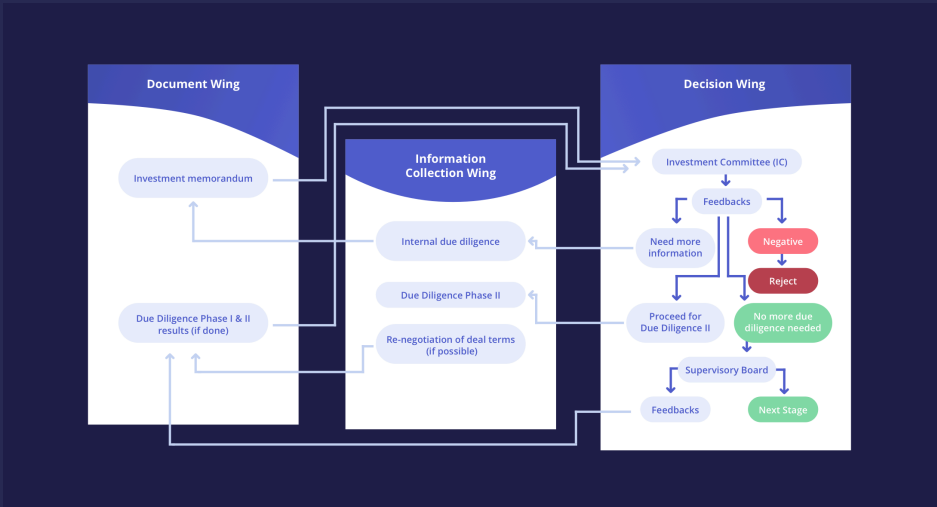 Document Wing
Investment memorandum
Due Diligence Phase I & II
results (if done)
Information
Collection Wing
Internal due diligence
Due Diligence Phase II
Re-negotiation of deal terms
(if possible)
Decision Wing
Investment Committee (IC)
Feedbacks
Need more
information
Negative
Reject
Proceed for
Due Diligence II
No more due
diligence needed
Supervisory Board
Feedbacks
Next Stage